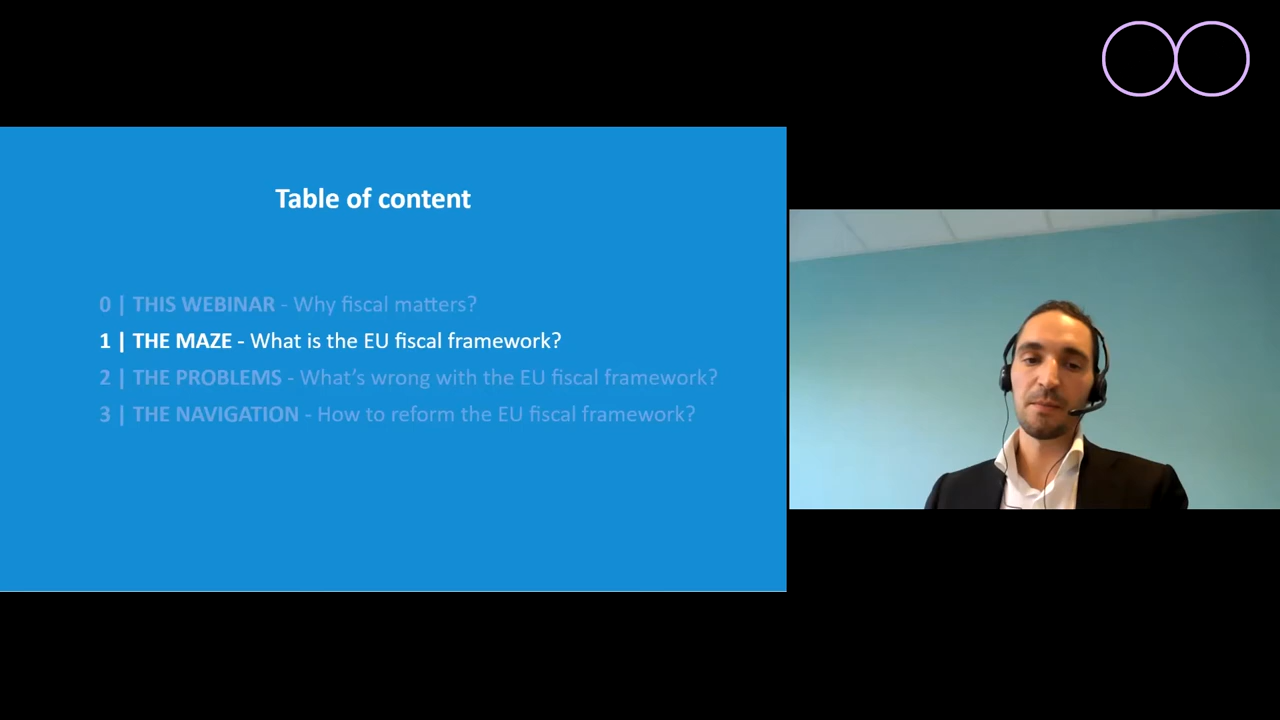 Table of content
0 | THIS WEBINAR - Why fiscal matters?
1 | THE MAZE - What is the EU fiscal framework?
2 | THE PROBLEMS - What's wrong with the EU fiscal framework?
3 | THE NAVIGATION - How to reform the EU fiscal framework?